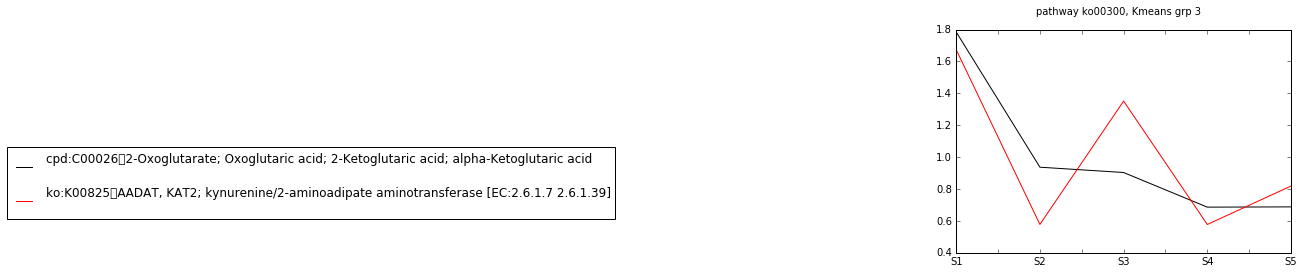 pathway ko00300, Kmeans grp 3
cpd:C00026▯2-Oxoglutarate; Oxoglutaric acid; 2-Ketoglutaric acid; alpha-Ketoglutaric acid
ko:K00825▯AADAT, KAT2; kynurenine/2-aminoadipate aminotransferase [EC:2.6.1.7 2.6.1.39]
1.8
1.6
1.4
1.2
1.0
0.8
0.6
0.4
S1 S2 S3 S4 S5